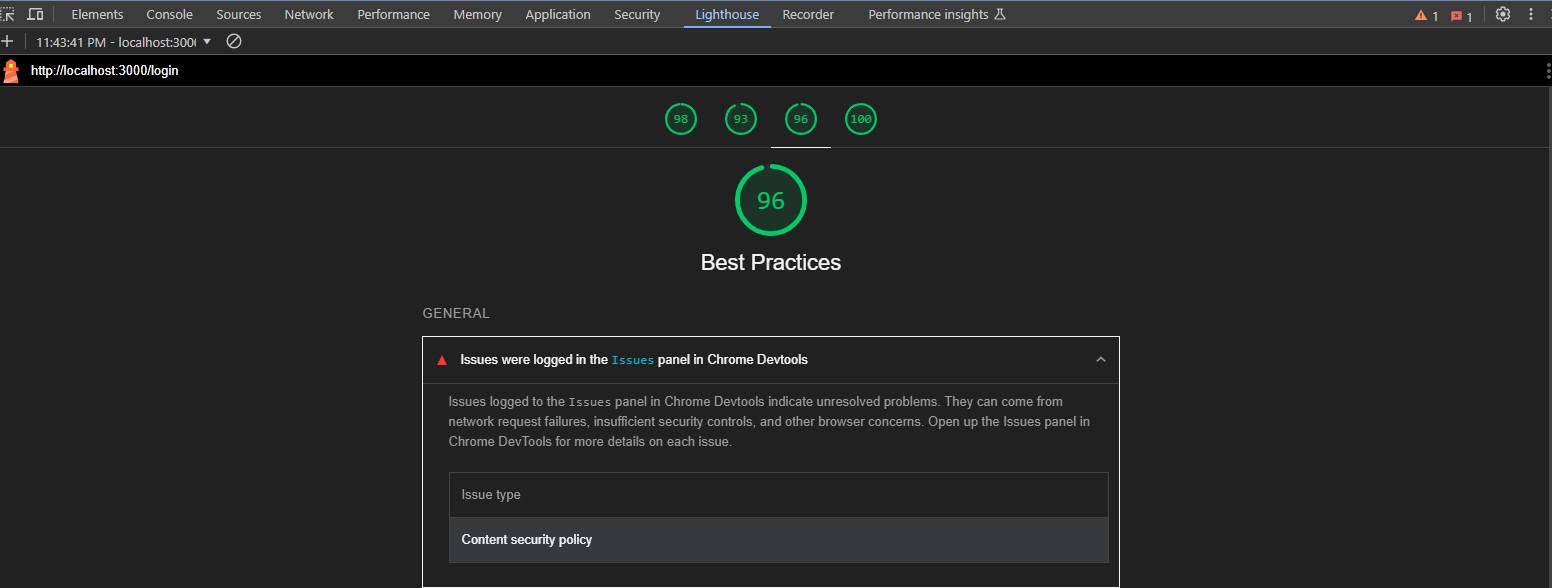 Elements Console Sources Network Performance Memory Application Security Lighthouse Recorder Performance insights 1 1
11:43:41 PM - localhost:3000
http://localhost:3000/login
98 93 96 100
96
Best Practices
GENERAL
Issues were logged in the Issues panel in Chrome Devtools
Issues logged to the Issues panel in Chrome Devtools indicate unresolved problems. They can come from
network request failures, insufficient security controls, and other browser concerns. Open up the Issues panel in
Chrome DevTools for more details on each issue.
Issue type
Content security policy